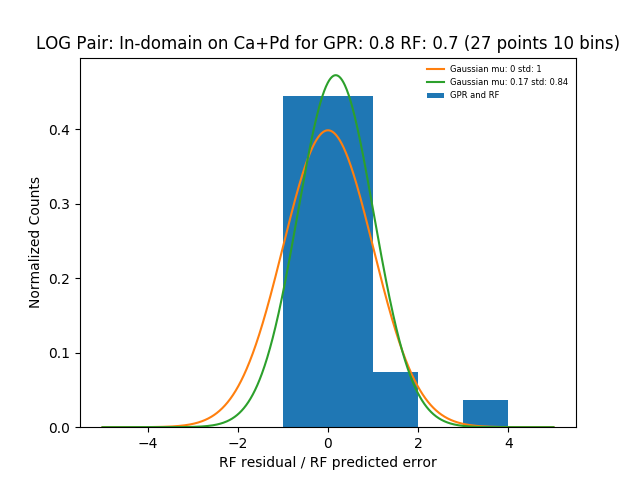 LOG Pair: In-domain on Ca+Pd for GPR: 0.8 RF: 0.7 (27 points 10 bins)
Gaussian mu: 0 std: 1
Gaussian mu: 0.17 std: 0.84
GPR and RF
Normalized Counts
0.4
0.3
0.2
0.1
0.0
−4 −2 0 2 4
RF residual / RF predicted error